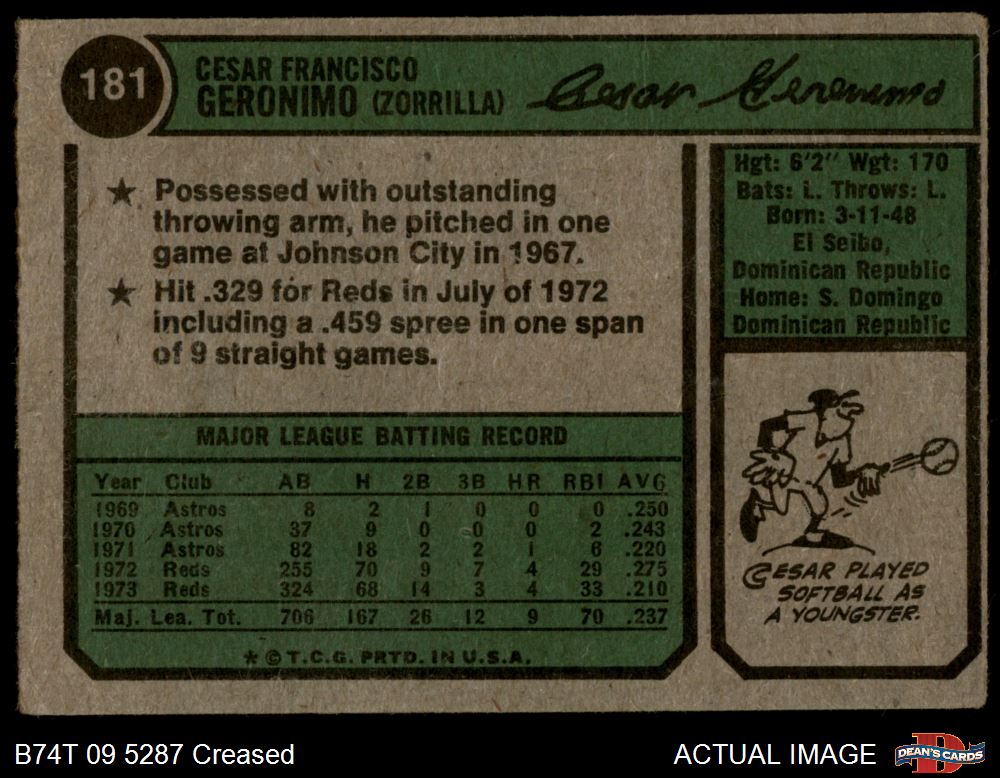 181
CESAR FRANCISCO
GERONIMO (ZORRILLA)
Cesar Geronimo
★ Possessed with outstanding
throwing arm, he pitched in one
game at Johnson City in 1967.
★ Hit .329 for Reds in July of 1972
including a .459 spree in one span
of 9 straight games.
Hgt: 6'2" Wgt: 170
Bats: L. Throws: L.
Born: 3-11-48
El Seibo,
Dominican Republic
Home: S. Domingo
Dominican Republic
MAJOR LEAGUE BATTING RECORD
Year Club AB H 2B 3B HR RBI AVG
1969 Astros 8 2 1 0 0 0 .250
1970 Astros 37 9 0 0 0 2 .243
1971 Astros 82 18 2 2 1 6 .220
1972 Reds 255 70 9 7 4 29 .275
1973 Reds 324 68 14 3 4 33 .210
Maj. Lea. Tot. 706 167 26 12 9 70 .237
* © T.C.G. PRTD. IN U.S.A.
CESAR PLAYED
SOFTBALL AS
A YOUNGSTER.
B74T 09 5287 Creased
ACTUAL IMAGE
DEAN'S CARDS